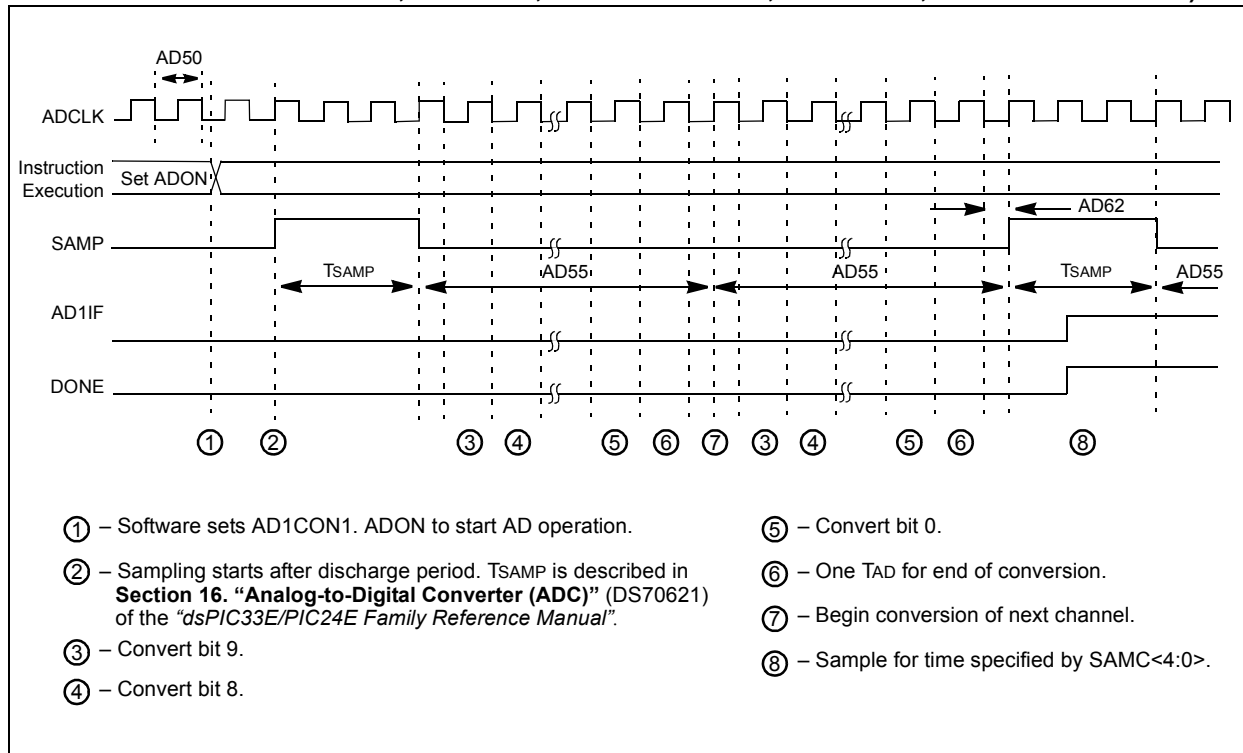 AD50
ADCLK
Instruction
Execution
Set ADON
AD62
SAMP
TSAMP
AD55
AD55
TSAMP
AD55
AD1IF
DONE
1 2 3 4 5 6 7 3 4 5 6 8
1 – Software sets AD1CON1. ADON to start AD operation.
2 – Sampling starts after discharge period. TSAMP is described in
Section 16. “Analog-to-Digital Converter (ADC)” (DS70621)
of the “dsPIC33E/PIC24E Family Reference Manual”.
3 – Convert bit 9.
4 – Convert bit 8.
5 – Convert bit 0.
6 – One TAD for end of conversion.
7 – Begin conversion of next channel.
8 – Sample for time specified by SAMC<4:0>.